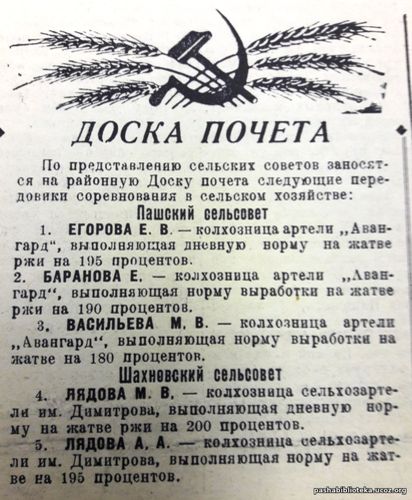 ДОСКА ПОЧЕТА
По представлению сельских советов заносят-
ся на районную Доску почета следующие пере-
довики соревнования в сельском хозяйстве:
Пашский сельсовет
1. ЕГОРОВА Е. В. — колхозница артели „Аван-
гард“, выполняющая дневную норму на жатве
ржи на 195 процентов.
2. БАРАНОВА Е. — колхозница артели „Аван-
гард“, выполняющая норму выработки на жатве
ржи на 190 процентов.
3. ВАСИЛЬЕВА М. В. — колхозница артели
„Авангард“, выполняющая норму выработки на
жатве на 180 процентов.
Шахновский сельсовет
4. ЛЯДОВА М. В. — колхозница сельхозарте-
ли им. Димитрова, выполняющая дневную нор-
му на жатве ржи на 200 процентов.
5. ЛЯДОВА А. А. — колхозница сельхозарте-
ли им. Димитрова, выполняющая норму на жат-
ве на 195 процентов.
pashabiblioteka.ucoz.org